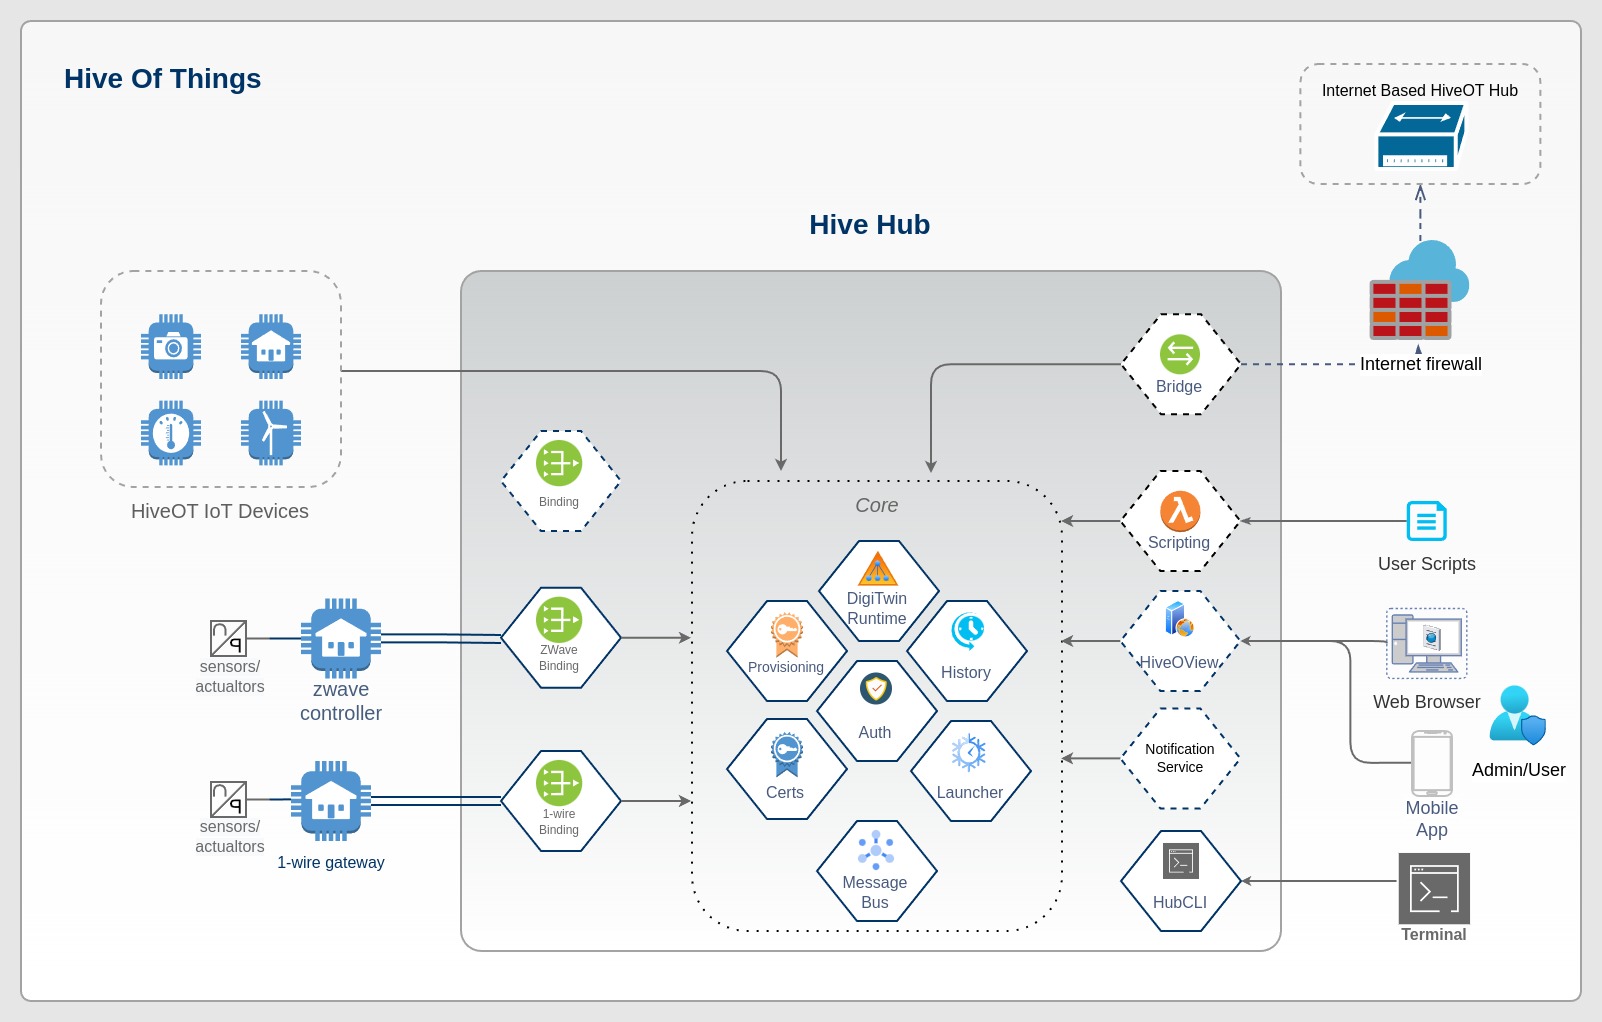 Hive Of Things
Internet Based HiveOT Hub
Hive Hub
Internet firewall
Bridge
HiveOT IoT Devices
Binding
Core
Scripting
User Scripts
DigiTwin
Runtime
Provisioning
History
HiveOView
Web Browser
sensors/
actualtors
zwave
controller
ZWave
Binding
Auth
Notification
Service
Admin/User
Certs
Launcher
Mobile
App
sensors/
actualtors
1-wire gateway
1-wire
Binding
Message
Bus
HubCLI
Terminal